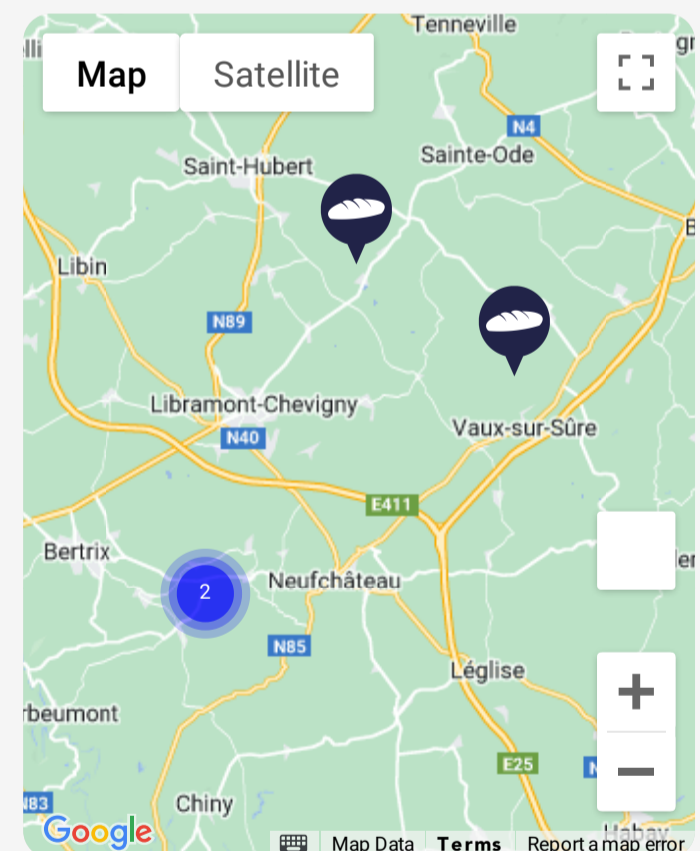 Tenneville
Map
Satellite
N4
Sainte-Ode
Saint-Hubert
Libin
N89
Libramont-Chevigny
N40
Vaux-sur-Sûre
E411
Bertrix
2
Neufchâteau
N85
Léglise
rbeumont
E25
N83
Chiny
Google
Habay
Map Data
Terms
Report a map error